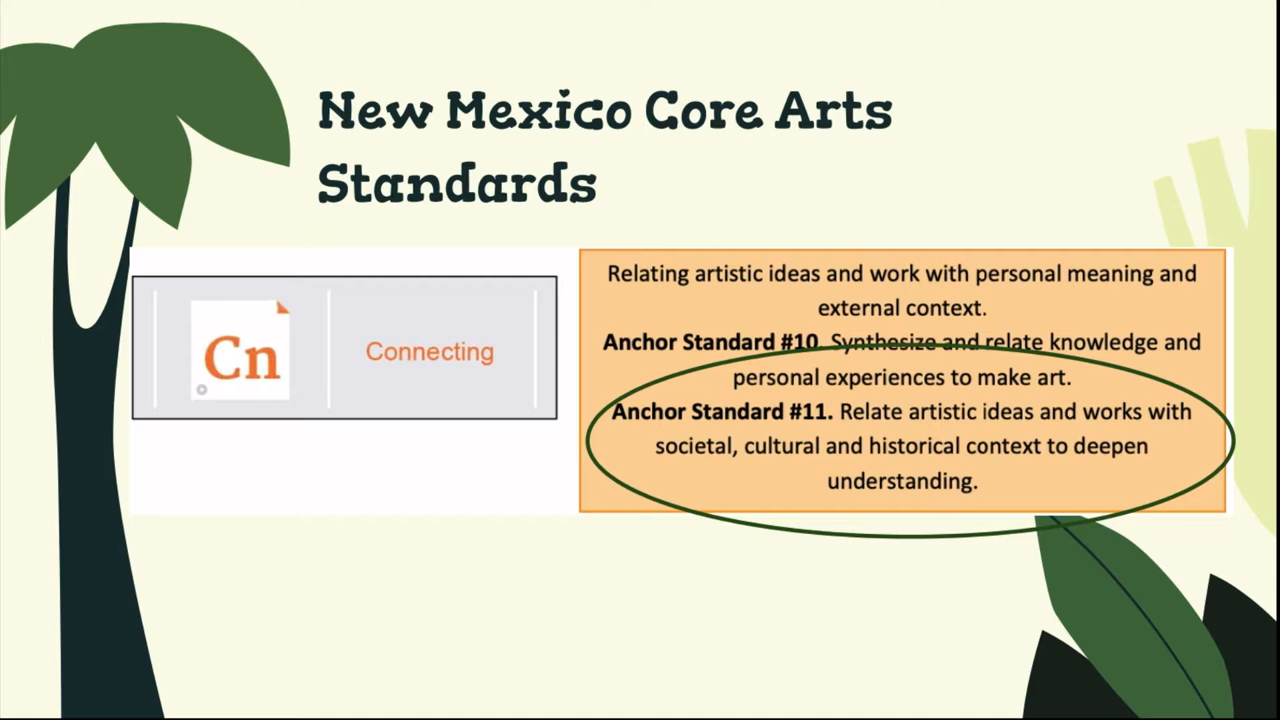 New Mexico Core Arts
Standards
Cn
Connecting
Relating artistic ideas and work with personal meaning and
external context.
Anchor Standard #10. Synthesize and relate knowledge and
personal experiences to make art.
Anchor Standard #11. Relate artistic ideas and works with
societal, cultural and historical context to deepen
understanding.